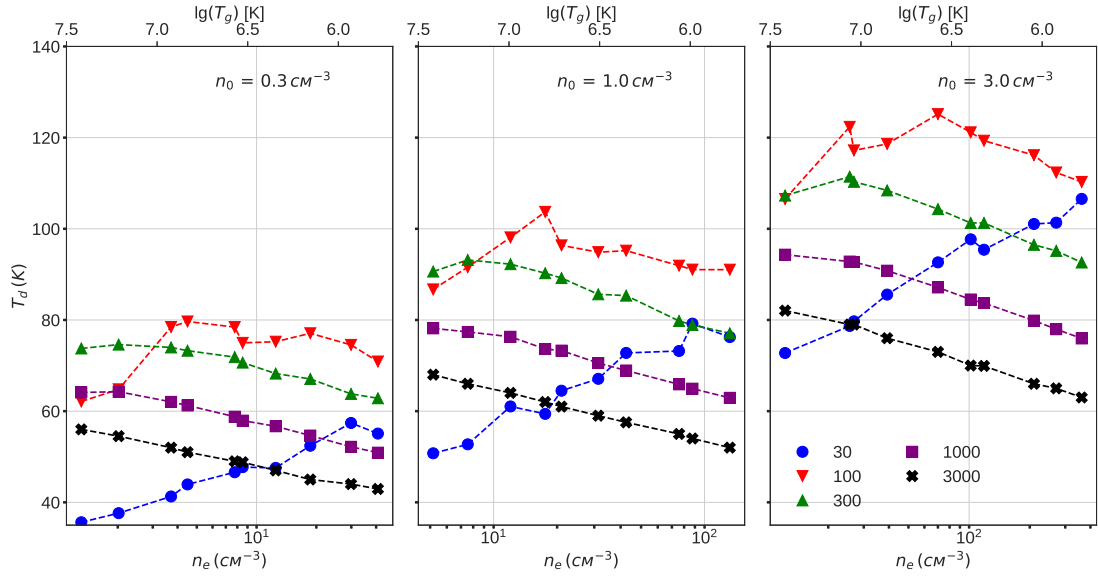 lg(T_g) [K] lg(T_g) [K] lg(T_g) [K]
7.5 7.0 6.5 6.0 7.5 7.0 6.5 6.0 7.5 7.0 6.5 6.0
n_0 = 0.3 см^{-3} n_0 = 1.0 см^{-3} n_0 = 3.0 см^{-3}
140
120
100
80
60
40
T_d (K)
30 1000
100 3000
300
10^1 10^1 10^2 10^2
n_e (см^{-3}) n_e (см^{-3}) n_e (см^{-3})